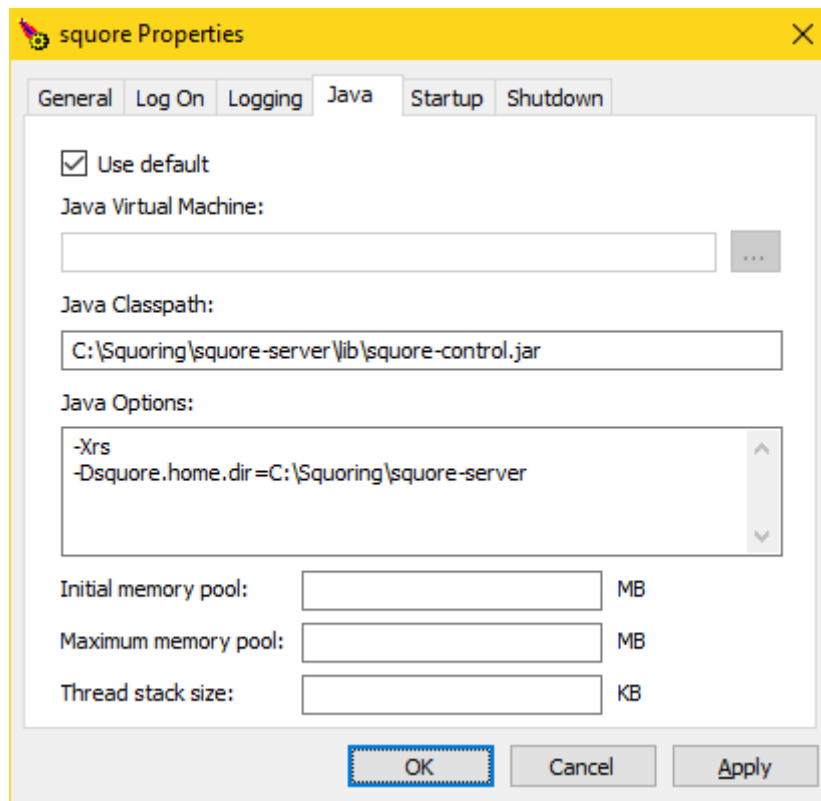 squore Properties
General Log On Logging Java Startup Shutdown
Use default
Java Virtual Machine:
...
Java Classpath:
C:\Squoring\squore-server\lib\squore-control.jar
Java Options:
-Xrs
-Dsquore.home.dir=C:\Squoring\squore-server
Initial memory pool: MB
Maximum memory pool: MB
Thread stack size: KB
OK Cancel Apply